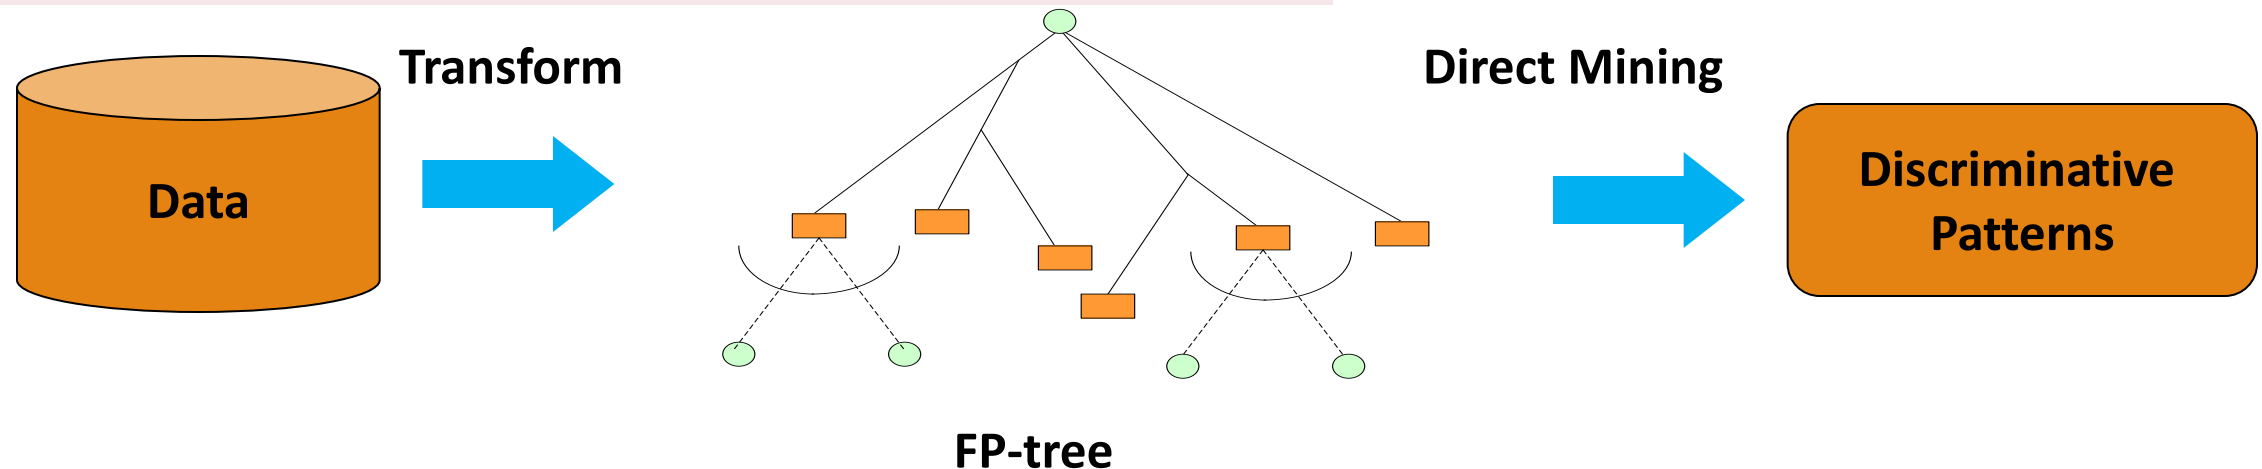 Transform
Direct Mining
Data
Discriminative
Patterns
FP-tree